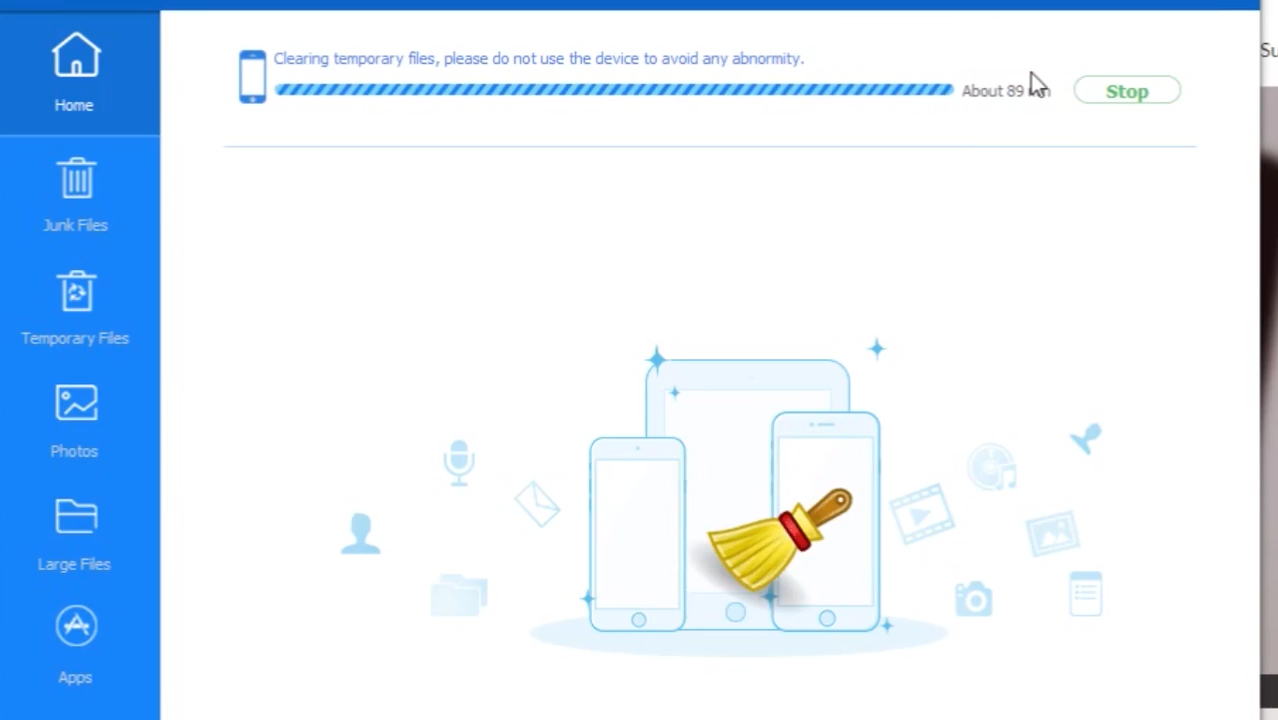 Clearing temporary files, please do not use the device to avoid any abnormity.
About 89
Stop
Home
Junk Files
Temporary Files
Photos
Large Files
Apps
Su